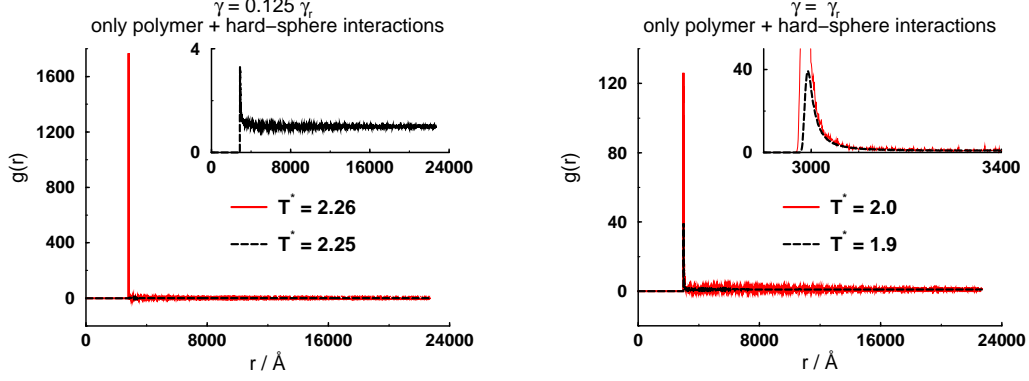 γ = 0.125 γr
only polymer + hard−sphere interactions
4
0
0
8000
16000
24000
1600
1200
800
400
0
g(r)
T* = 2.26
T* = 2.25
0
8000
16000
24000
r / Å
γ = γr
only polymer + hard−sphere interactions
40
0
3000
3400
120
80
40
0
g(r)
T* = 2.0
T* = 1.9
0
8000
16000
24000
r / Å